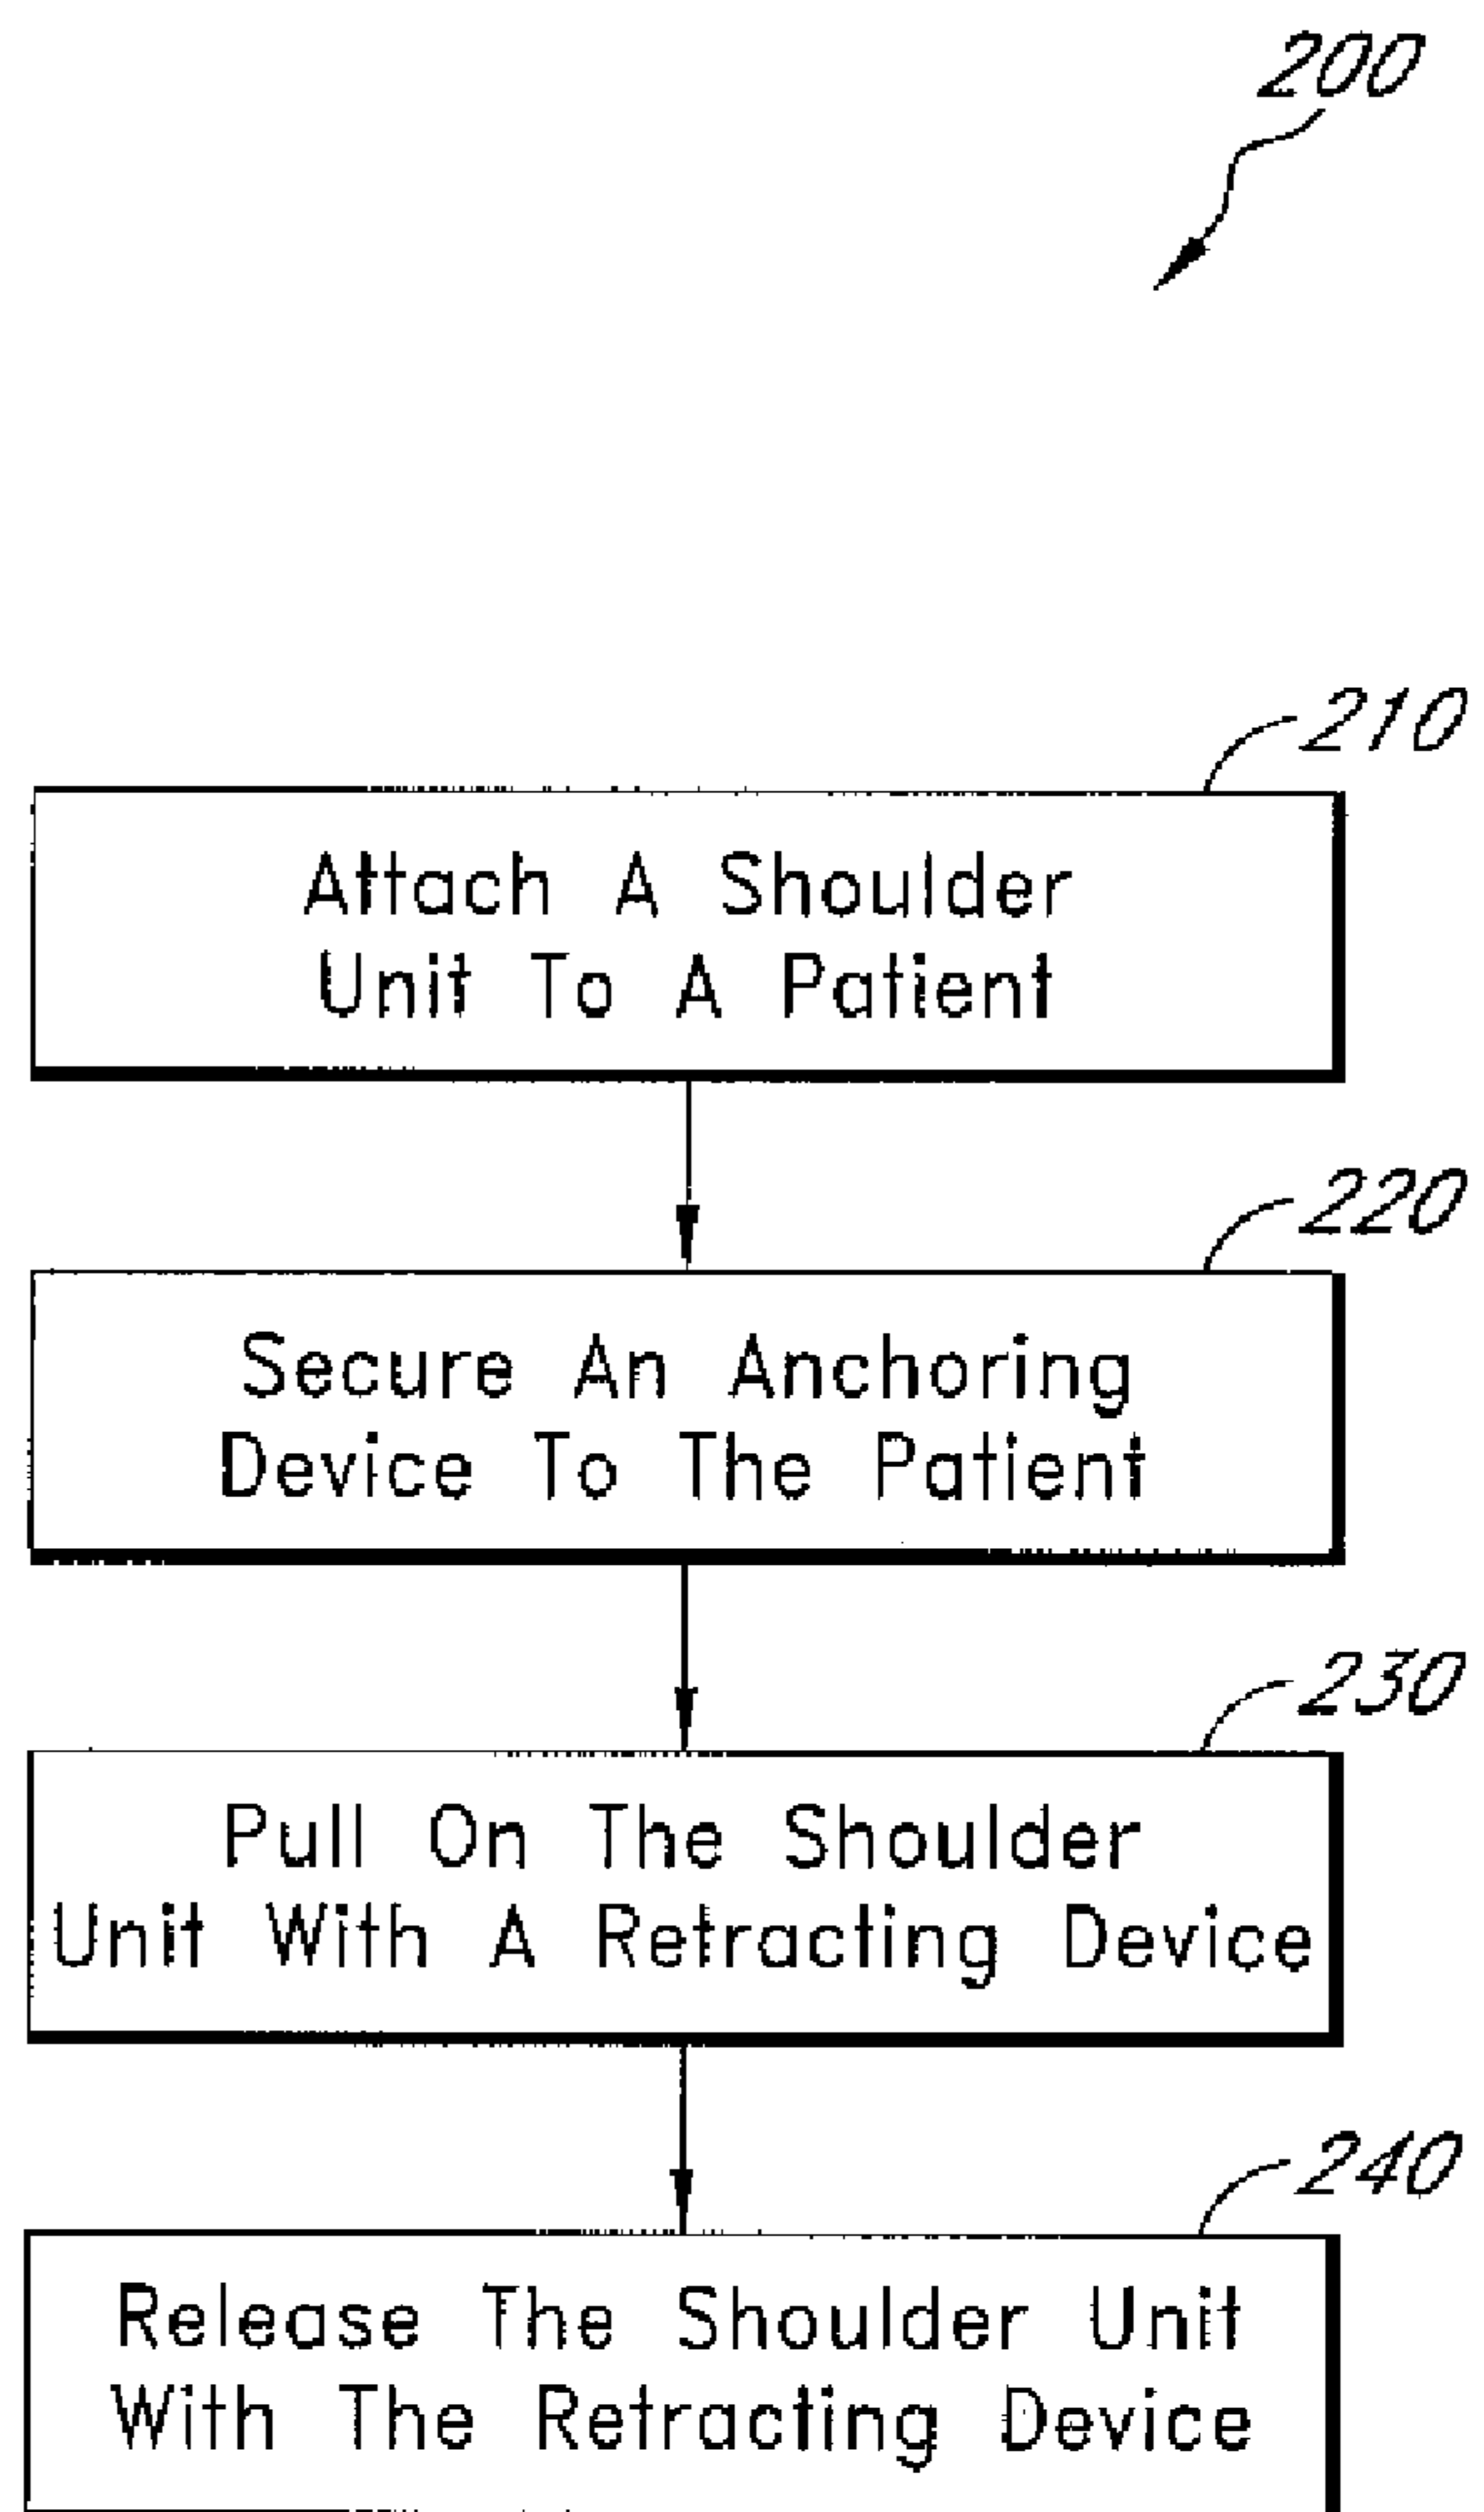 200
210
Attach A Shoulder
Unit To A Patient
220
Secure An Anchoring
Device To The Patient
230
Pull On The Shoulder
Unit With A Retracting Device
240
Release The Shoulder Unit
With The Retracting Device